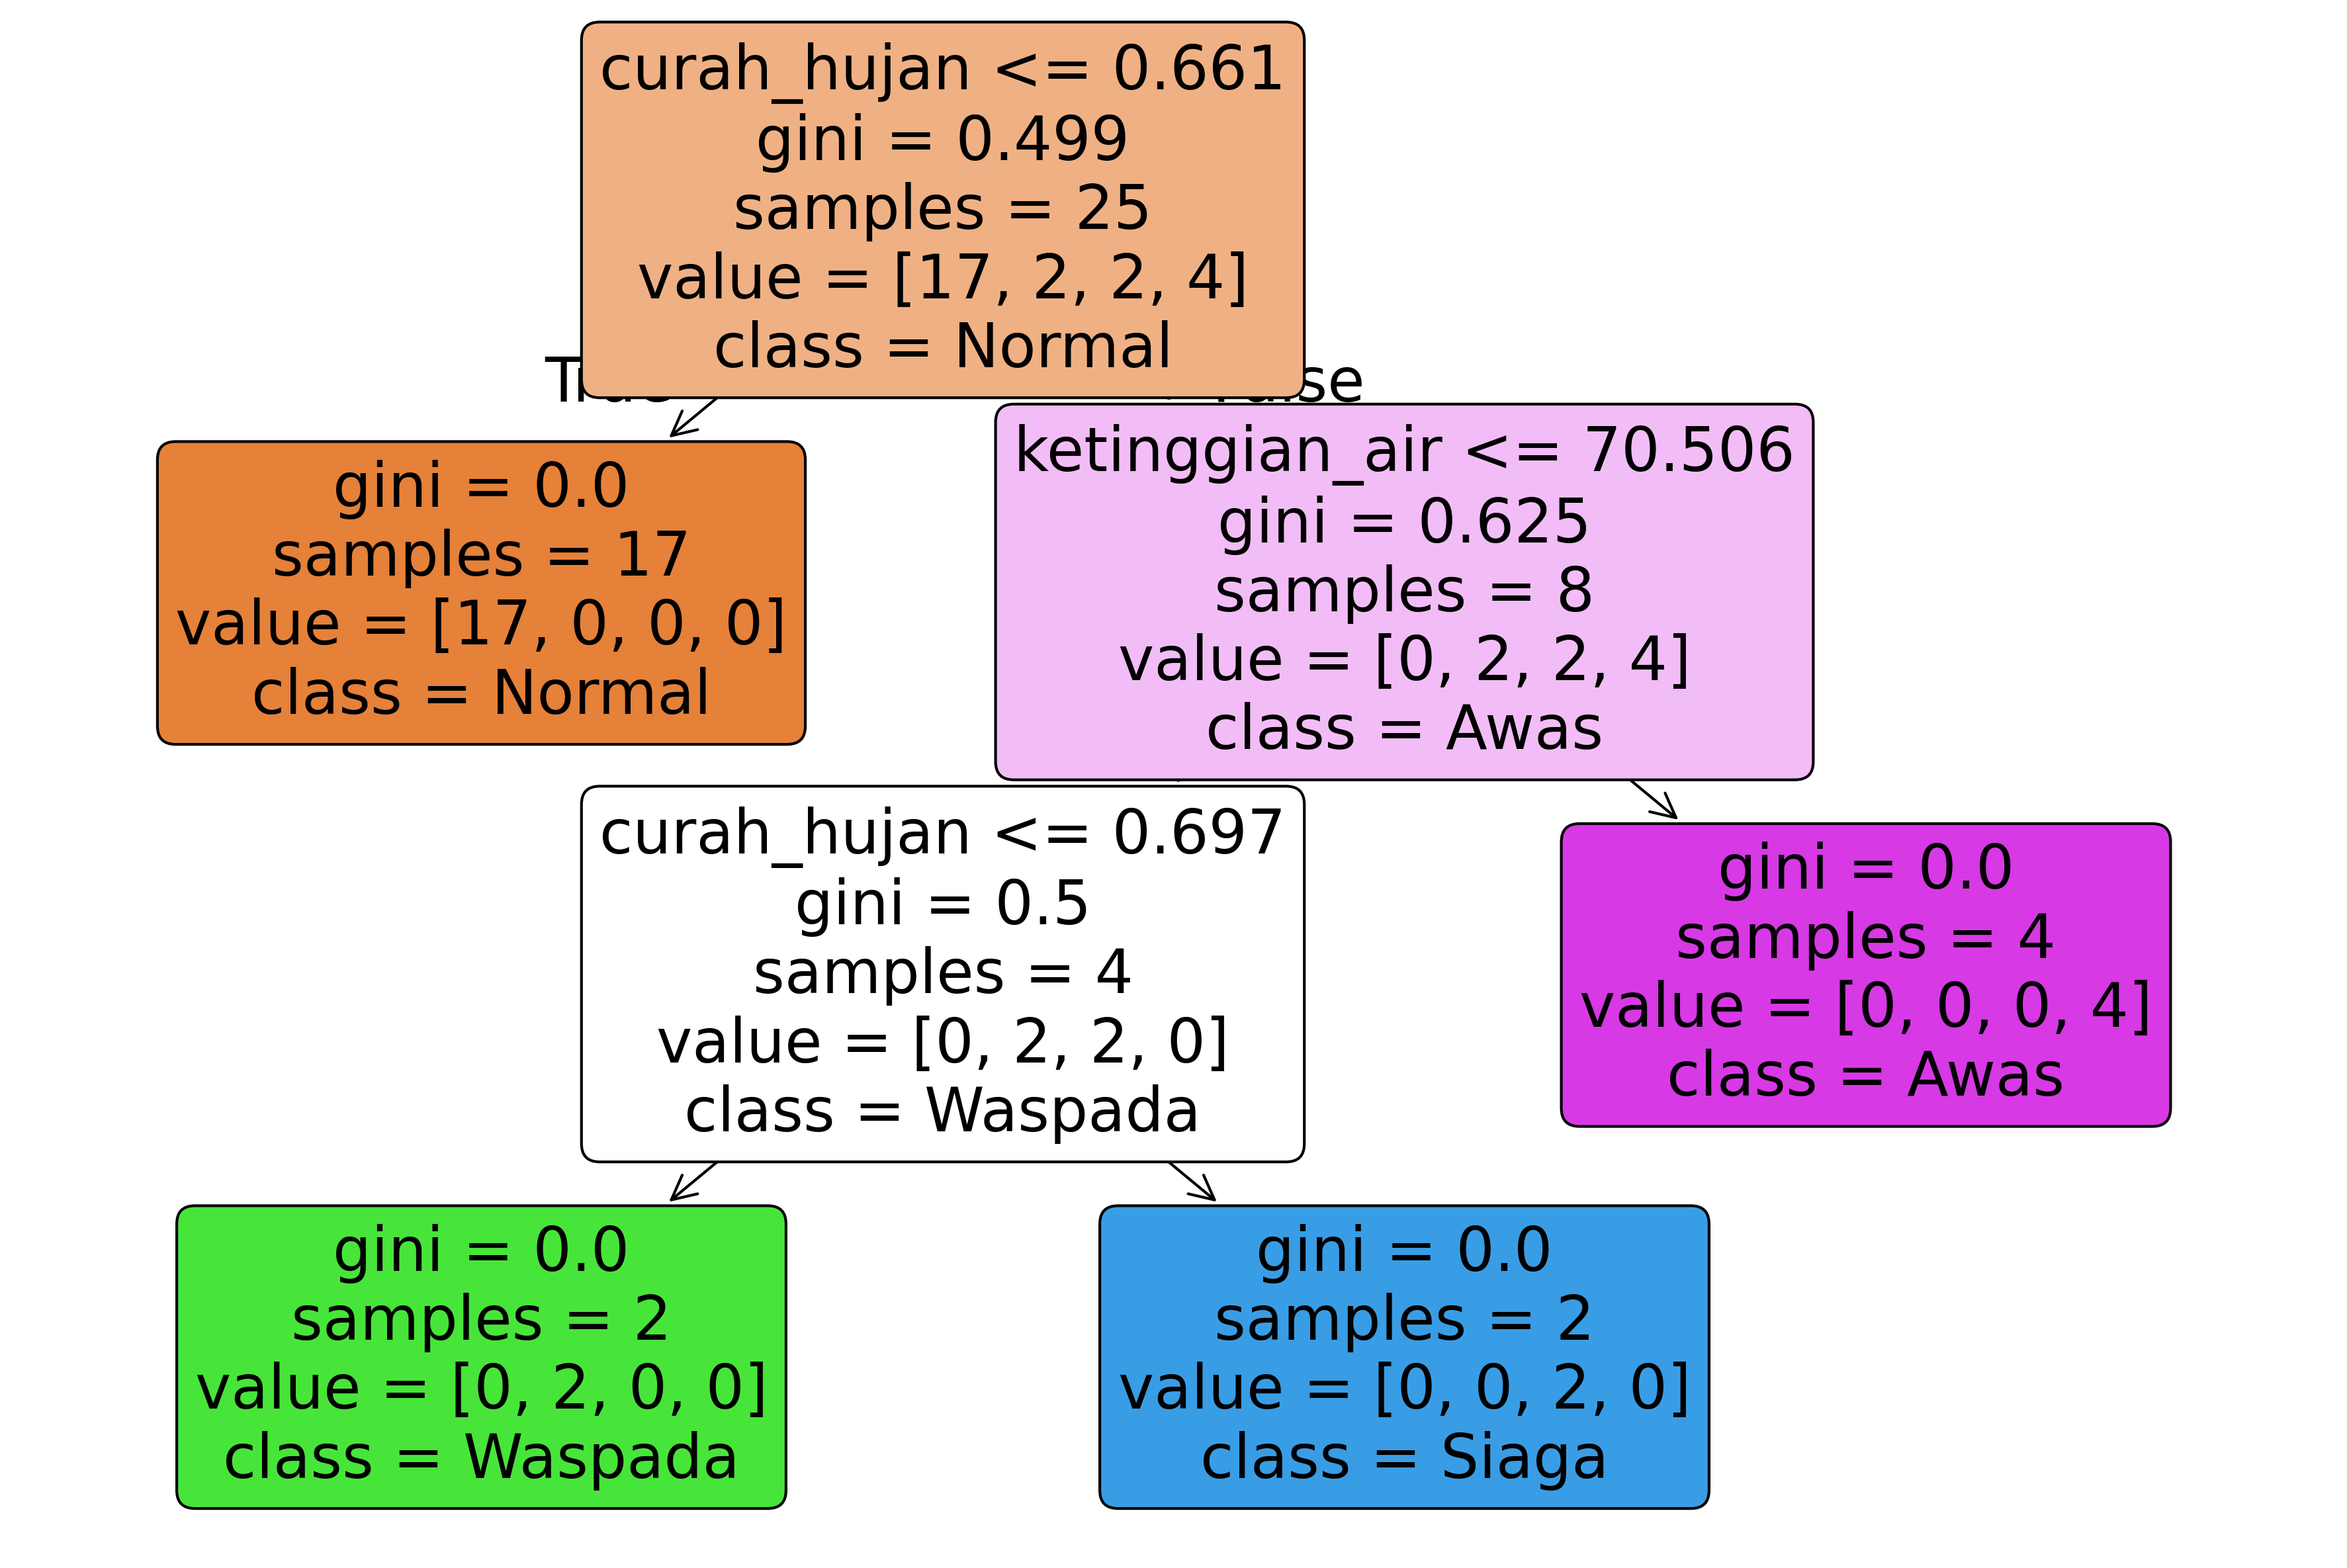 curah_hujan <= 0.661
gini = 0.499
samples = 25
value = [17, 2, 2, 4]
class = Normal
gini = 0.0
samples = 17
value = [17, 0, 0, 0]
class = Normal
ketinggian_air <= 70.506
gini = 0.625
samples = 8
value = [0, 2, 2, 4]
class = Awas
curah_hujan <= 0.697
gini = 0.5
samples = 4
value = [0, 2, 2, 0]
class = Waspada
gini = 0.0
samples = 4
value = [0, 0, 0, 4]
class = Awas
gini = 0.0
samples = 2
value = [0, 2, 0, 0]
class = Waspada
gini = 0.0
samples = 2
value = [0, 0, 2, 0]
class = Siaga